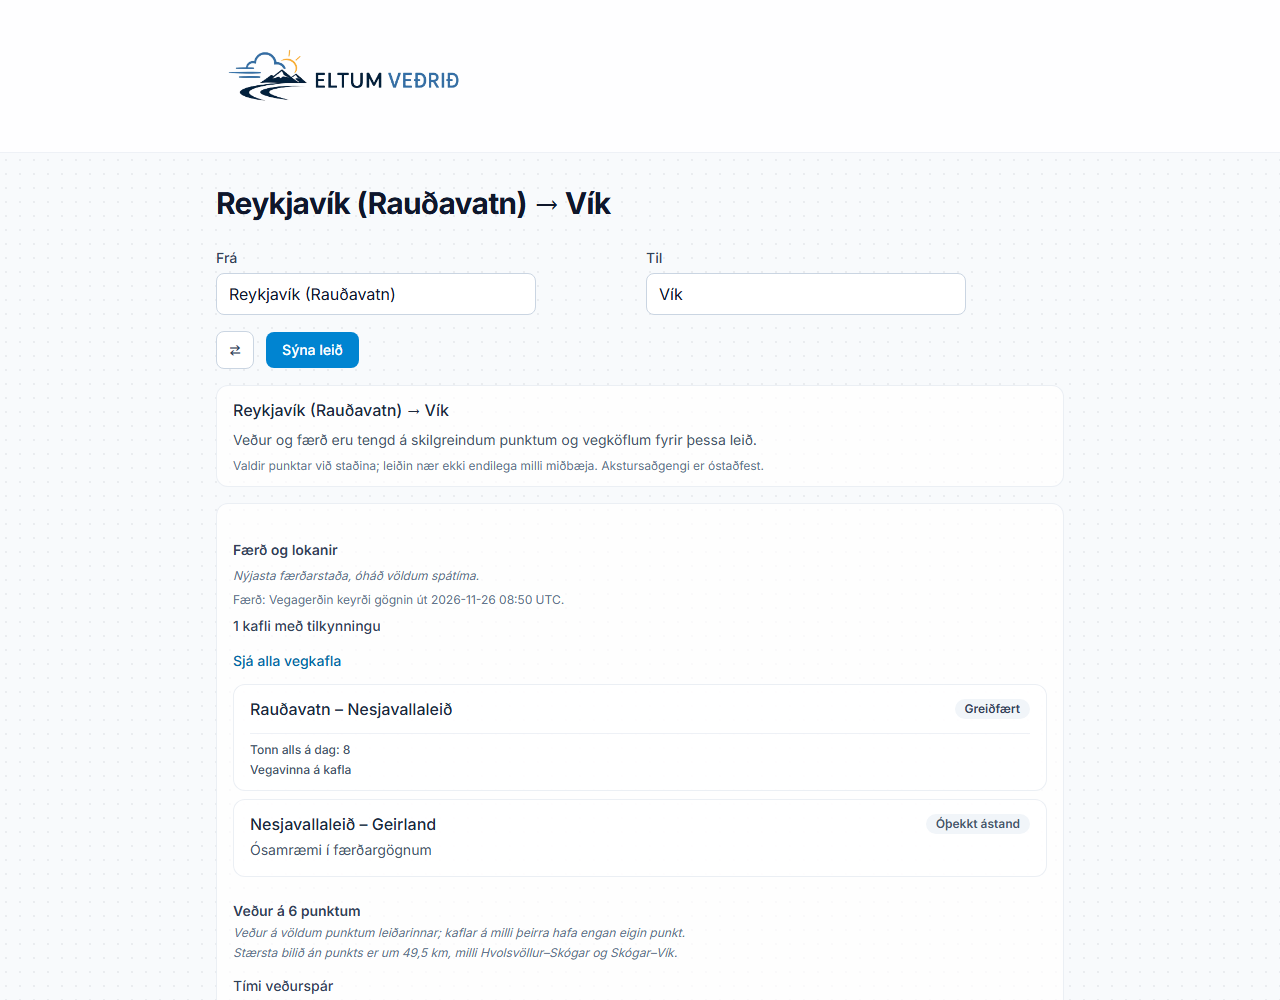 ELTUM VEÐRIÐ
Reykjavík (Rauðavatn) → Vík
Frá
Til
Reykjavík (Rauðavatn)
Vík
⇄
Sýna leið
Reykjavík (Rauðavatn) → Vík
Veður og færð eru tengd á skilgreindum punktum og vegköflum fyrir þessa leið.
Valdir punktar við staðina; leiðin nær ekki endilega milli miðbæja. Akstursaðgengi er óstaðfest.
Færð og lokanir
Nýjasta færðarstaða, óháð völdum spátíma.
Færð: Vegagerðin keyrði gögnin út 2026-11-26 08:50 UTC.
1 kafli með tilkynningu
Sjá alla vegkafla
Rauðavatn – Nesjavallaleið
Greiðfært
Tonn alls á dag: 8
Vegavinna á kafla
Nesjavallaleið – Geirland
Óþekkt ástand
Ósamræmi í færðargögnum
Veður á 6 punktum
Veður á völdum punktum leiðarinnar; kaflar á milli þeirra hafa engan eigin punkt.
Stærsta bilið án punkts er um 49,5 km, milli Hvolsvöllur–Skógar og Skógar–Vík.
Tími veðurspár